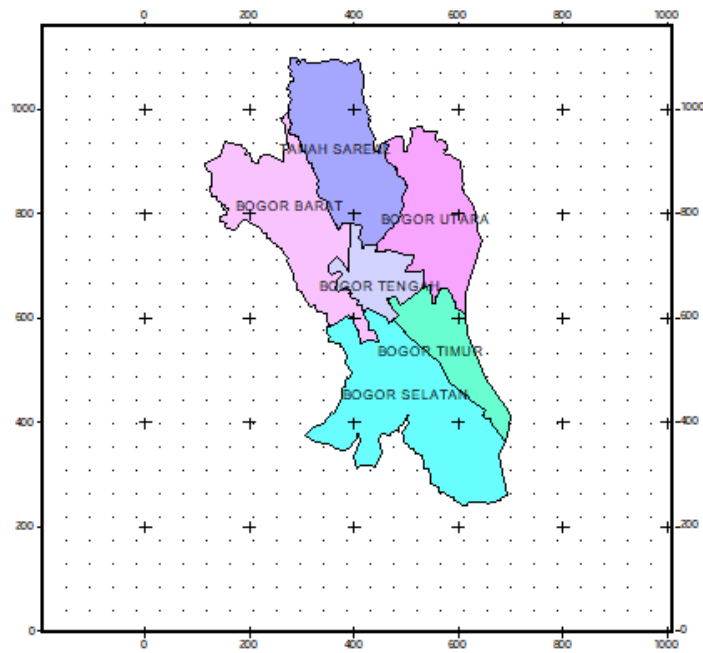 0 200 400 600 800 1000
1000 1000
TANAH SAREAL
BOGOR BARAT
800 800
BOGOR UTARA
BOGOR TENGAH
600 600
BOGOR TIMUR
BOGOR SELATAN
400 400
200 200
0 0
0 200 400 600 800 1000